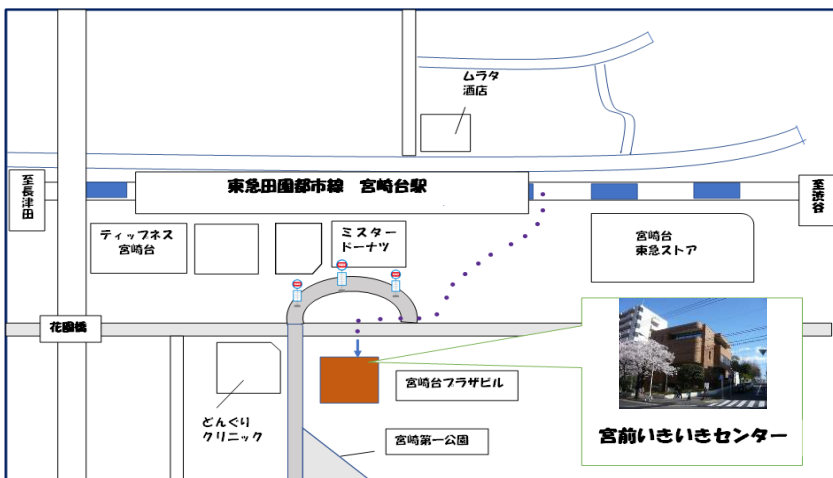 ムラタ
酒店
至長津田
東急田園都市線　宮崎台駅
至渋谷
ティップネス
宮崎台
ミスター
ドーナツ
宮崎台
東急ストア
花園橋
宮崎台プラザビル
どんぐり
クリニック
宮崎第一公園
宮前いきいきセンター